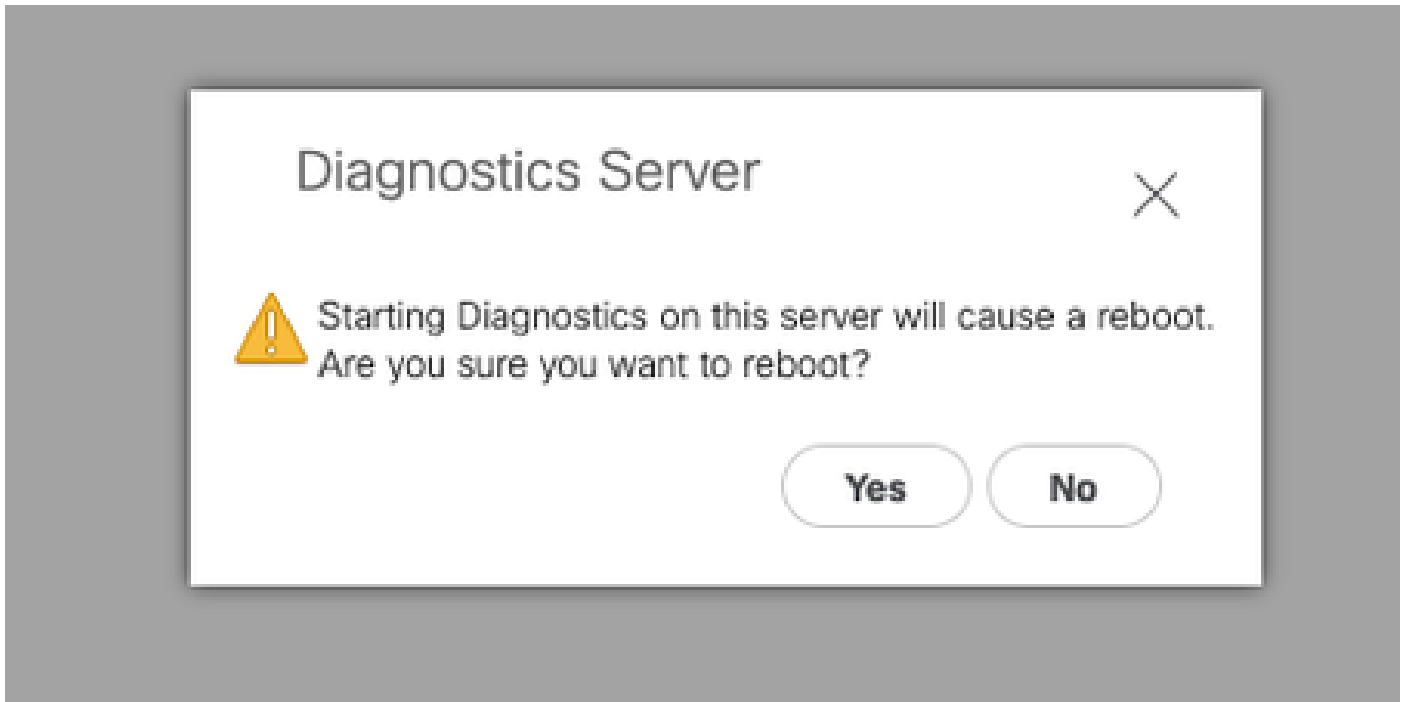 Diagnostics Server
Starting Diagnostics on this server will cause a reboot.
Are you sure you want to reboot?
Yes No